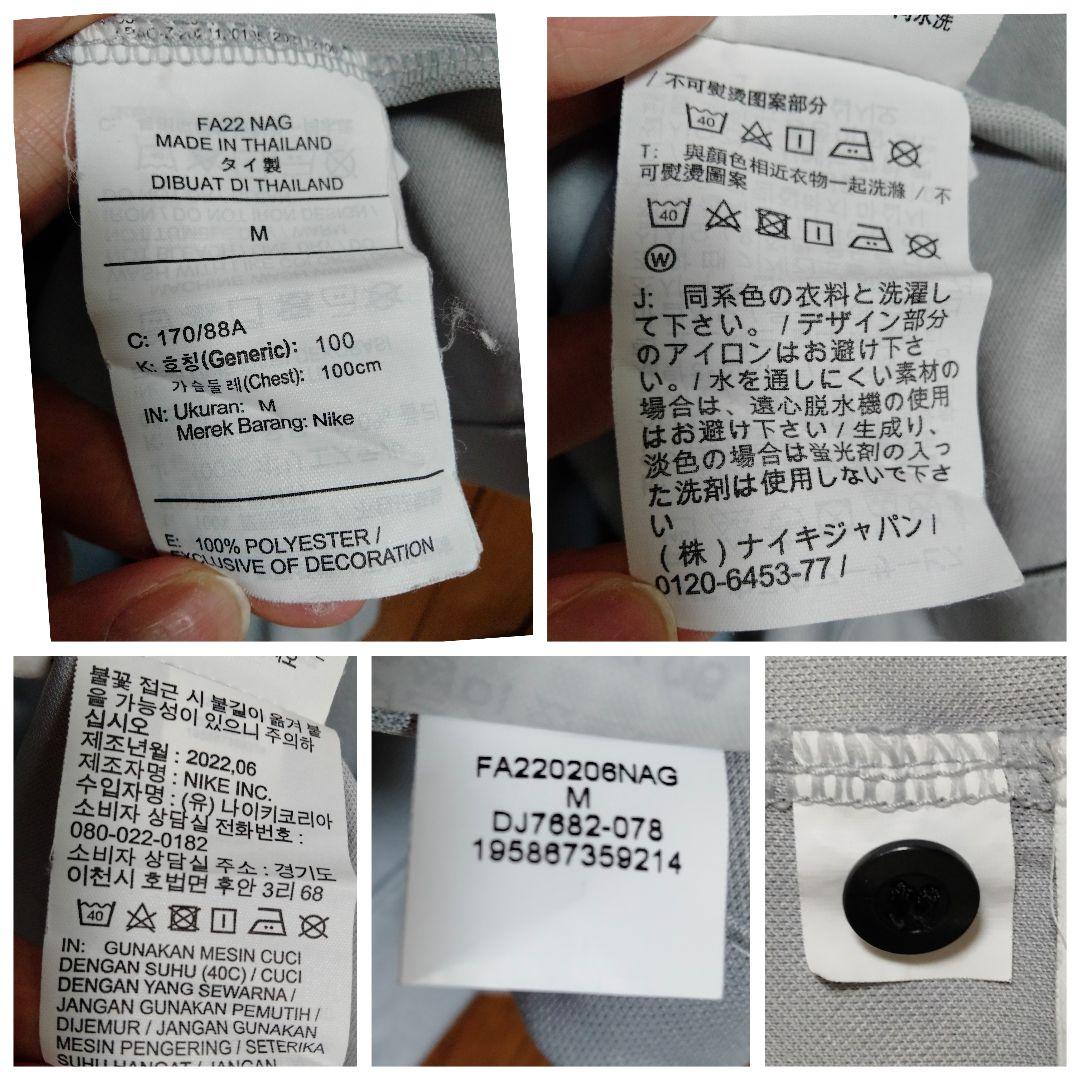 FA22 NAG
MADE IN THAILAND
タイ製
DIBUAT DI THAILAND
M
C: 170/88A
K: 호칭(Generic): 100
가슴둘레(Chest): 100cm
IN: Ukuran: M
Merek Barang: Nike
E: 100% POLYESTER /
EXCLUSIVE OF DECORATION
水洗
/ 不可熨烫图案部分
40
T: 與顏色相近衣物一起洗滌 / 不
可熨燙圖案
40
W
J: 同系色の衣料と洗濯し
て下さい。/ デザイン部分
のアイロンはお避け下さ
い。/ 水を通しにくい素材の
場合は、遠心脱水機の使用
はお避け下さい / 生成り、
淡色の場合は蛍光剤の入っ
た洗剤は使用しないで下さ
い
(株) ナイキジャパン /
0120-6453-77 /
불꽃 접근 시 불길이 옮겨 붙
을 가능성이 있으니 주의하
십시오
제조년월 : 2022,06
제조자명 : NIKE INC.
수입자명 : (유) 나이키코리아
소비자 상담실 전화번호 :
080-022-0182
소비자 상담실 주소 : 경기도
이천시 호법면 후안 3리 68
40
IN: GUNAKAN MESIN CUCI
DENGAN SUHU (40C) / CUCI
DENGAN YANG SEWARNA /
JANGAN GUNAKAN PEMUTIH /
DIJEMUR / JANGAN GUNAKAN
MESIN PENGERING / SETERIKA
SUHU HANGAT / JANGAN
FA220206NAG
M
DJ7682-078
195867359214